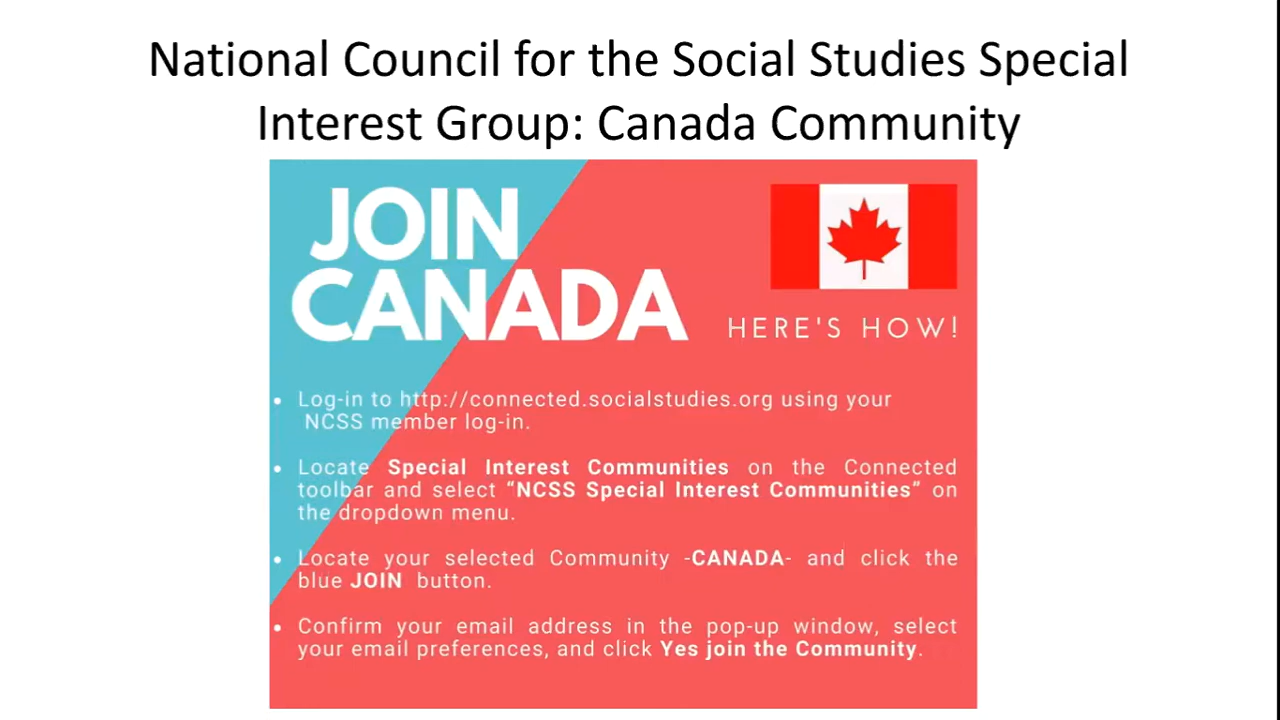 National Council for the Social Studies Special
Interest Group: Canada Community
JOIN
CANADA
HERE'S HOW!
• Log-in to http://connected.socialstudies.org using your
NCSS member log-in.
• Locate Special Interest Communities on the Connected
toolbar and select “NCSS Special Interest Communities” on
the dropdown menu.
• Locate your selected Community -CANADA- and click the
blue JOIN button.
• Confirm your email address in the pop-up window, select
your email preferences, and click Yes join the Community.